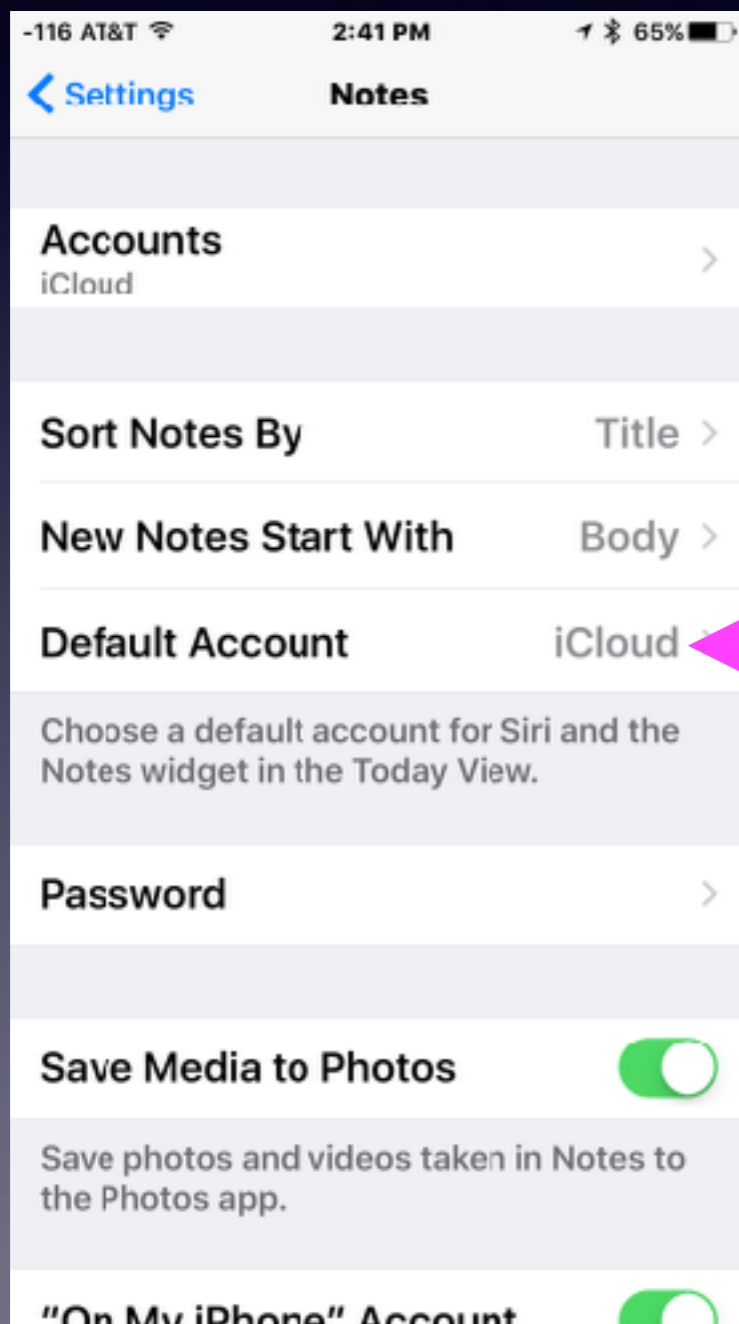 -116 AT&T 2:41 PM 65%
Settings Notes
Accounts
iCloud
Sort Notes By Title
New Notes Start With Body
Default Account iCloud
Choose a default account for Siri and the
Notes widget in the Today View.
Password
Save Media to Photos
Save photos and videos taken in Notes to
the Photos app.
"On My iPhone" Account